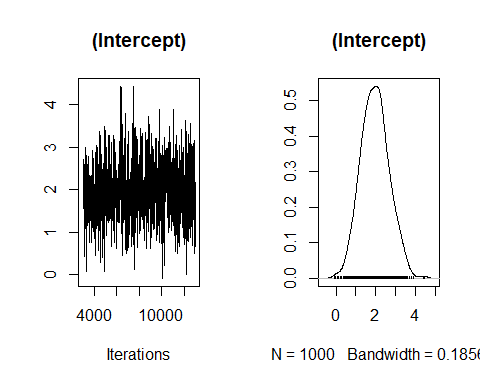 (Intercept)
4
3
2
1
0
4000 10000
Iterations
(Intercept)
0.5
0.4
0.3
0.2
0.1
0.0
0 2 4
N = 1000 Bandwidth = 0.1856